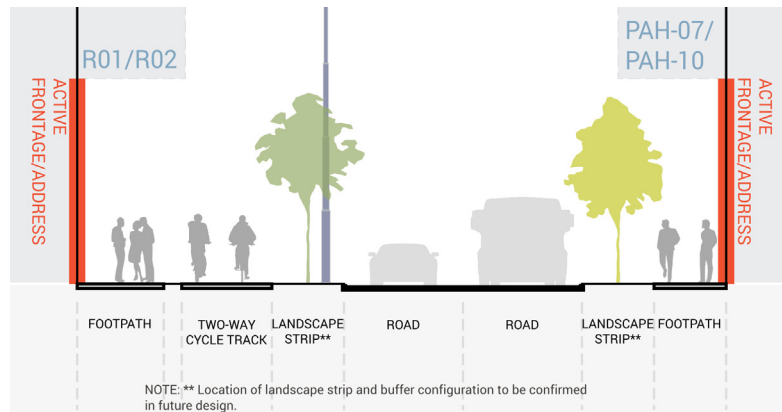 R01/R02
PAH-07/
PAH-10
ACTIVE
FRONTAGE/ADDRESS
ACTIVE
FRONTAGE/ADDRESS
FOOTPATH
TWO-WAY
CYCLE TRACK
LANDSCAPE
STRIP**
ROAD
ROAD
LANDSCAPE
STRIP**
FOOTPATH
NOTE: ** Location of landscape strip and buffer configuration to be confirmed
in future design.